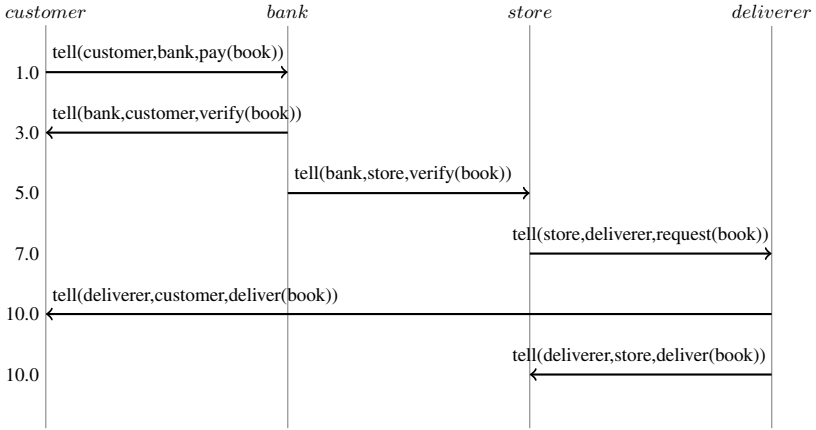 customer bank store deliverer
tell(customer,bank,pay(book))
1.0
tell(bank,customer,verify(book))
3.0
tell(bank,store,verify(book))
5.0
tell(store,deliverer,request(book))
7.0
tell(deliverer,customer,deliver(book))
10.0
tell(deliverer,store,deliver(book))
10.0